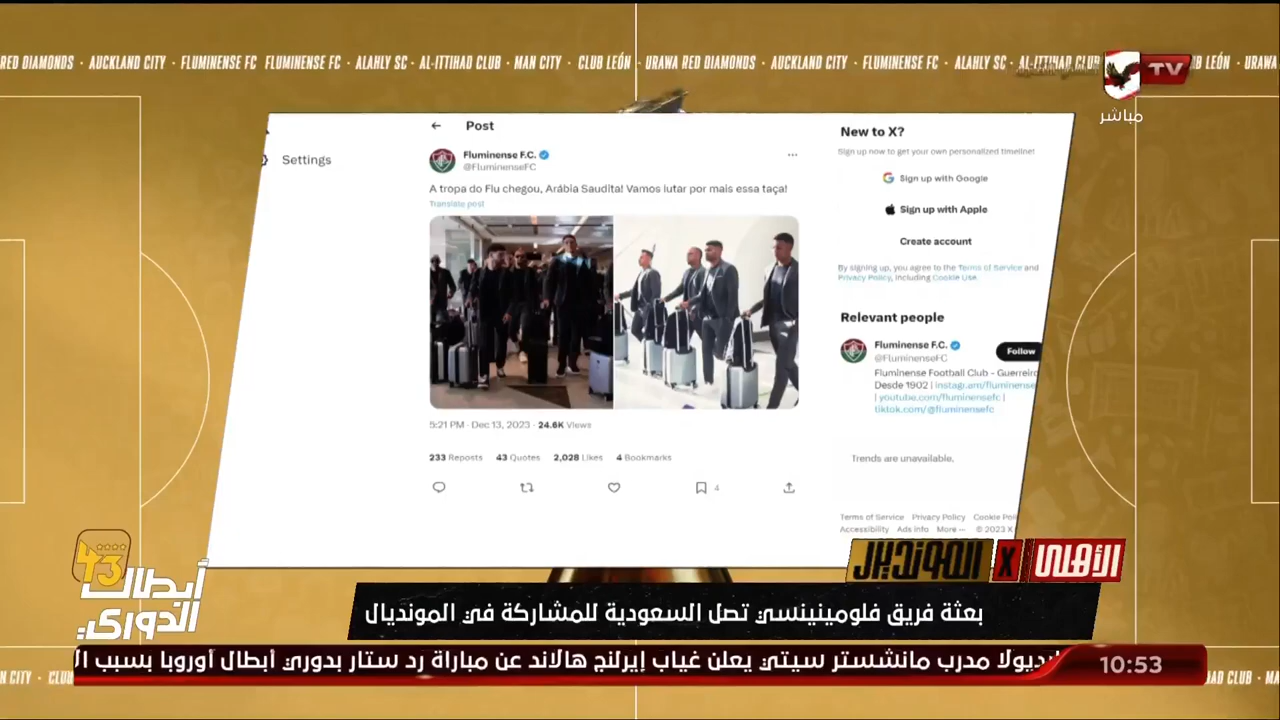 RED DIAMONDS · AUCKLAND CITY · FLUMINENSE FC FLUMINENSE FC · ALAHLY SC · AL-ITTIHAD CLUB · MAN CITY · CLUB LEÓN · URAWA RED DIAMONDS · AUCKLAND CITY · FLUMINENSE FC · ALAHLY SC · AL-ITTIHAD CLUB
TV
مباشر
Settings
Post
Fluminense F.C.
@FluminenseFC
A tropa do Flu chegou, Arábia Saudita! Vamos lutar por mais essa taça!
Translate post
5:21 PM · Dec 13, 2023 · 24.6K Views
233 Reposts 43 Quotes 2,028 Likes 4 Bookmarks
4
New to X?
Sign up now to get your own personalized timeline!
Sign up with Google
Sign up with Apple
Create account
By signing up, you agree to the Terms of Service and
Privacy Policy, including Cookie Use.
Relevant people
Fluminense F.C.
@FluminenseFC
Follow
Fluminense Football Club - Guerreiro
Desde 1902 | instagr.am/fluminense
| youtube.com/fluminensefc |
tiktok.com/@fluminensefc
Trends are unavailable.
Terms of Service Privacy Policy Cookie Poli
Accessibility Ads info More ··· © 2023 X
الأهلي X المونديال
43
أبطال
الدوري
بعثة فريق فلومينينسي تصل السعودية للمشاركة في المونديال
10:53
ديولا مدرب مانشستر سيتي يعلن غياب إيرلنج هالاند عن مباراة رد ستار بدوري أبطال أوروبا بسبب ال